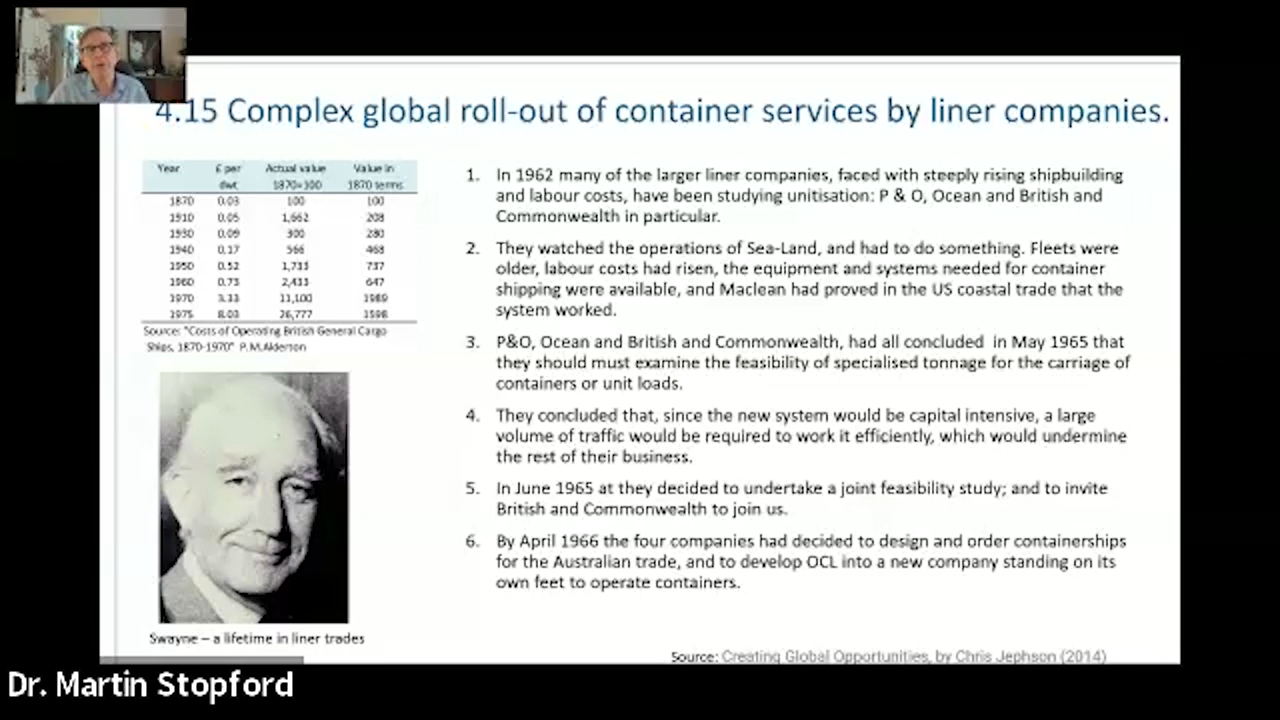 4.15 Complex global roll-out of container services by liner companies.
Year £ per dwt Actual value 1870=100 Value in 1870 terms
1870 0.03 100 100
1910 0.05 1,662 208
1930 0.09 300 280
1940 0.17 566 468
1950 0.52 1,733 737
1960 0.73 2,433 647
1970 3.33 11,100 1989
1975 8.03 26,777 1598
Source: "Costs of Operating British General Cargo
Ships, 1870-1970" P.M.Alderton
Swayne – a lifetime in liner trades
1. In 1962 many of the larger liner companies, faced with steeply rising shipbuilding
and labour costs, have been studying unitisation: P & O, Ocean and British and
Commonwealth in particular.
2. They watched the operations of Sea-Land, and had to do something. Fleets were
older, labour costs had risen, the equipment and systems needed for container
shipping were available, and Maclean had proved in the US coastal trade that the
system worked.
3. P&O, Ocean and British and Commonwealth, had all concluded in May 1965 that
they should must examine the feasibility of specialised tonnage for the carriage of
containers or unit loads.
4. They concluded that, since the new system would be capital intensive, a large
volume of traffic would be required to work it efficiently, which would undermine
the rest of their business.
5. In June 1965 at they decided to undertake a joint feasibility study; and to invite
British and Commonwealth to join us.
6. By April 1966 the four companies had decided to design and order containerships
for the Australian trade, and to develop OCL into a new company standing on its
own feet to operate containers.
Source: Creating Global Opportunities, by Chris Jephson (2014)
Dr. Martin Stopford